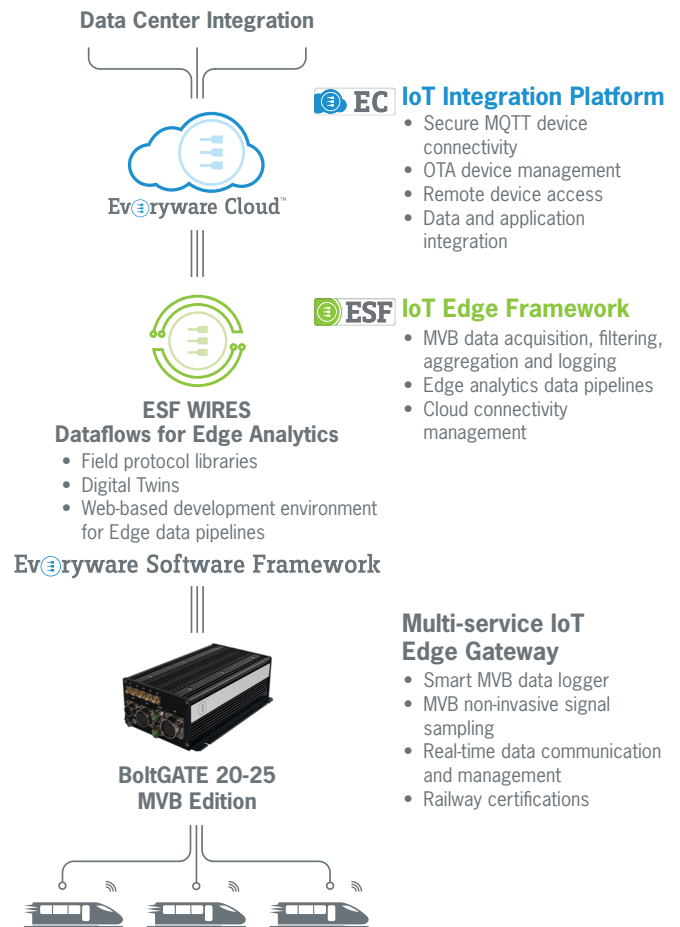 Data Center Integration
EC IoT Integration Platform
• Secure MQTT device
connectivity
• OTA device management
• Remote device access
• Data and application
integration
Everyware Cloud™
ESF IoT Edge Framework
• MVB data acquisition, filtering,
aggregation and logging
• Edge analytics data pipelines
• Cloud connectivity
management
ESF WIRES
Dataflows for Edge Analytics
• Field protocol libraries
• Digital Twins
• Web-based development environment
for Edge data pipelines
Everyware Software Framework
Multi-service IoT
Edge Gateway
• Smart MVB data logger
• MVB non-invasive signal
sampling
• Real-time data communication
and management
• Railway certifications
BoltGATE 20-25
MVB Edition